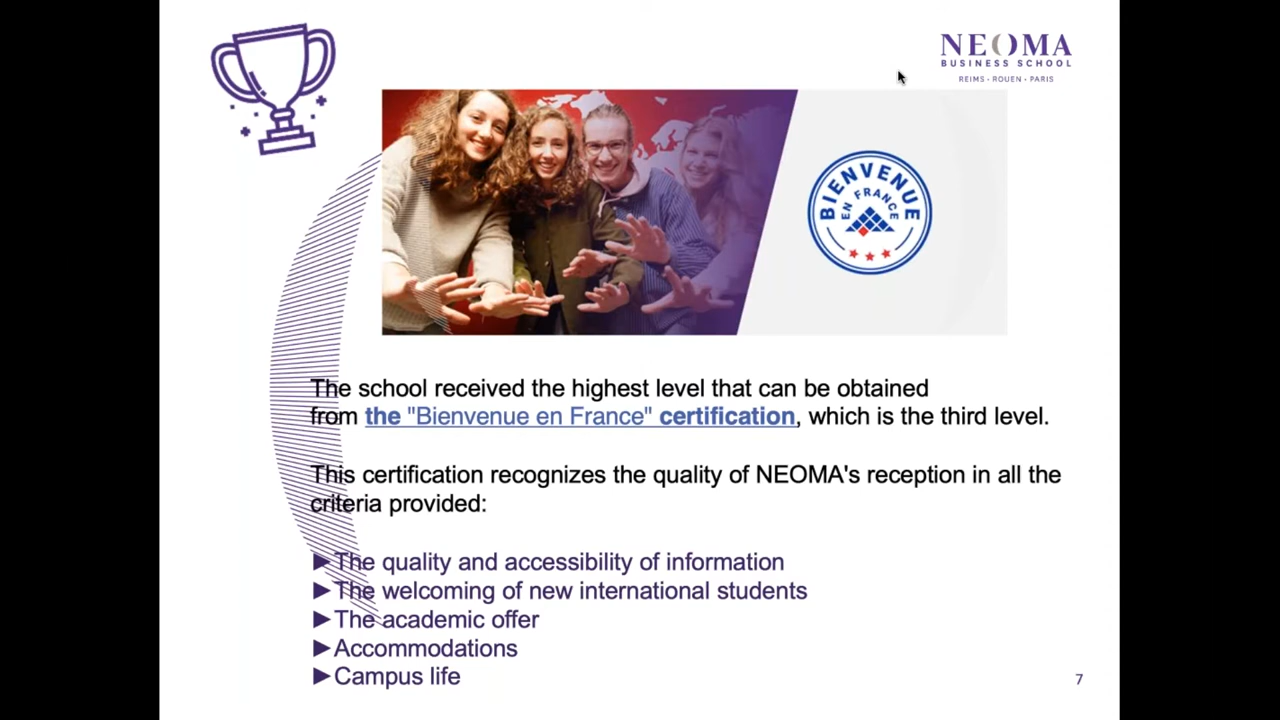 NEOMA
BUSINESS SCHOOL
REIMS • ROUEN • PARIS
BIENVENUE
EN FRANCE
The school received the highest level that can be obtained
from the "Bienvenue en France" certification, which is the third level.
This certification recognizes the quality of NEOMA's reception in all the
criteria provided:
►The quality and accessibility of information
►The welcoming of new international students
►The academic offer
►Accommodations
►Campus life
7